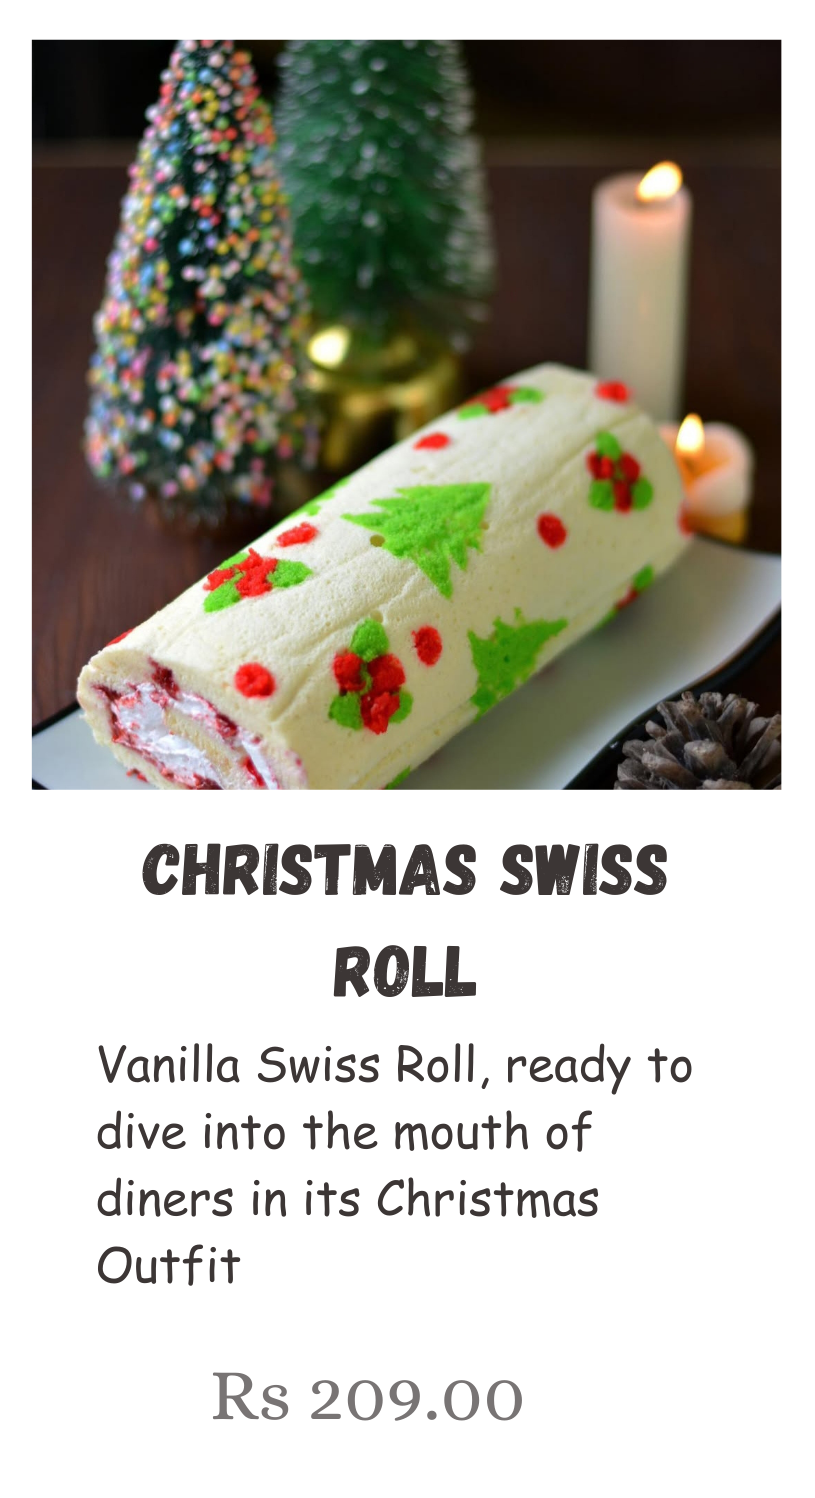 CHRISTMAS SWISS
ROLL
Vanilla Swiss Roll, ready to
dive into the mouth of
diners in its Christmas
Outfit
Rs 209.00